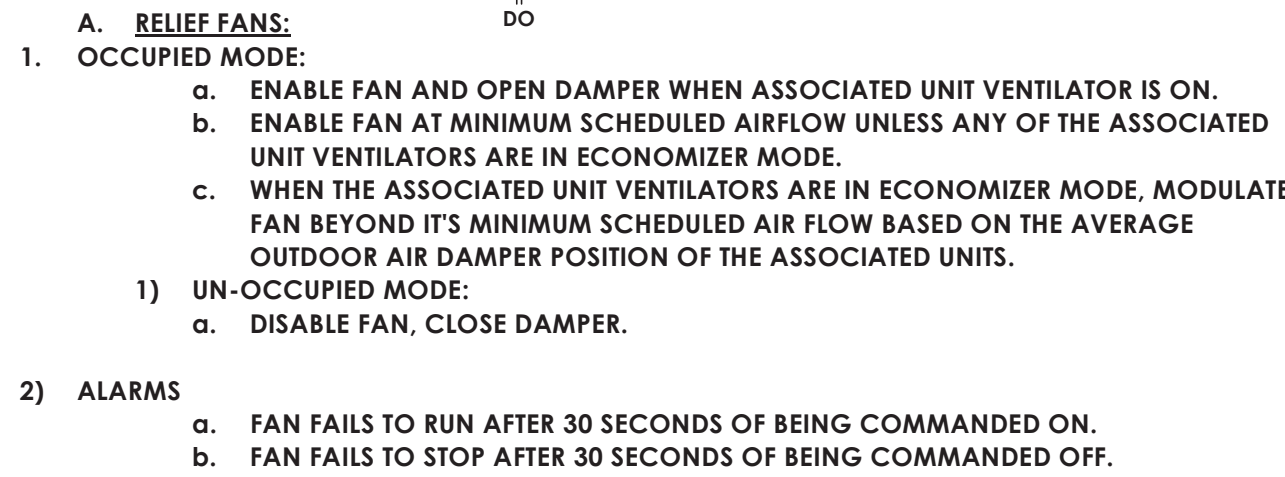 DO
A. RELIEF FANS:
1. OCCUPIED MODE:
a. ENABLE FAN AND OPEN DAMPER WHEN ASSOCIATED UNIT VENTILATOR IS ON.
b. ENABLE FAN AT MINIMUM SCHEDULED AIRFLOW UNLESS ANY OF THE ASSOCIATED
UNIT VENTILATORS ARE IN ECONOMIZER MODE.
c. WHEN THE ASSOCIATED UNIT VENTILATORS ARE IN ECONOMIZER MODE, MODULATE
FAN BEYOND IT'S MINIMUM SCHEDULED AIR FLOW BASED ON THE AVERAGE
OUTDOOR AIR DAMPER POSITION OF THE ASSOCIATED UNITS.
1) UN-OCCUPIED MODE:
a. DISABLE FAN, CLOSE DAMPER.
2) ALARMS
a. FAN FAILS TO RUN AFTER 30 SECONDS OF BEING COMMANDED ON.
b. FAN FAILS TO STOP AFTER 30 SECONDS OF BEING COMMANDED OFF.